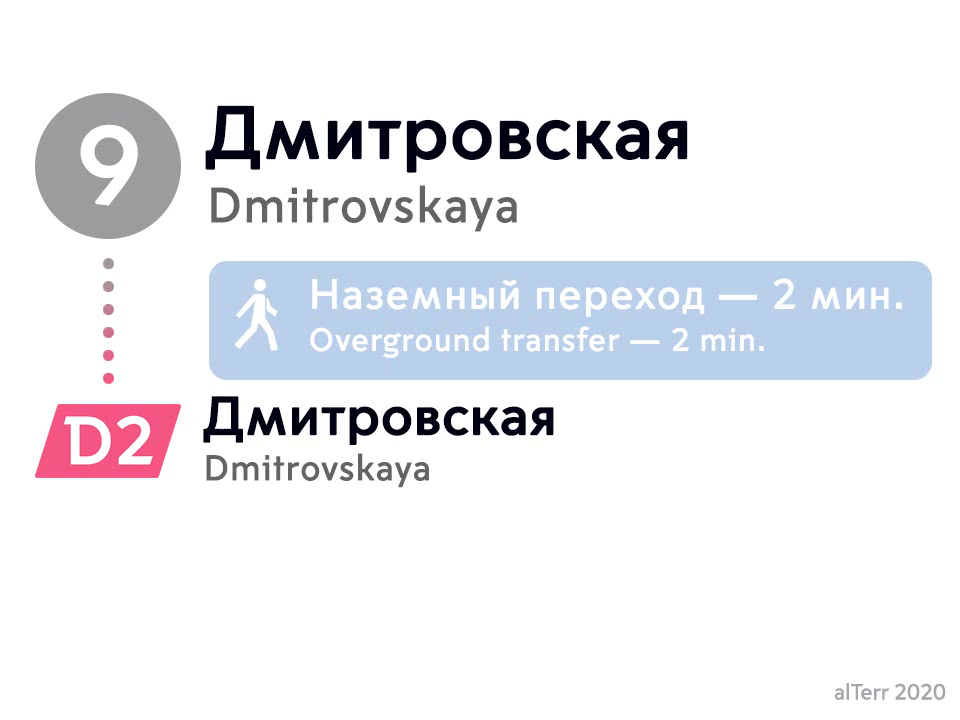 9
Дмитровская
Dmitrovskaya
Наземный переход — 2 мин.
Overground transfer — 2 min.
D2
Дмитровская
Dmitrovskaya
alTerr 2020